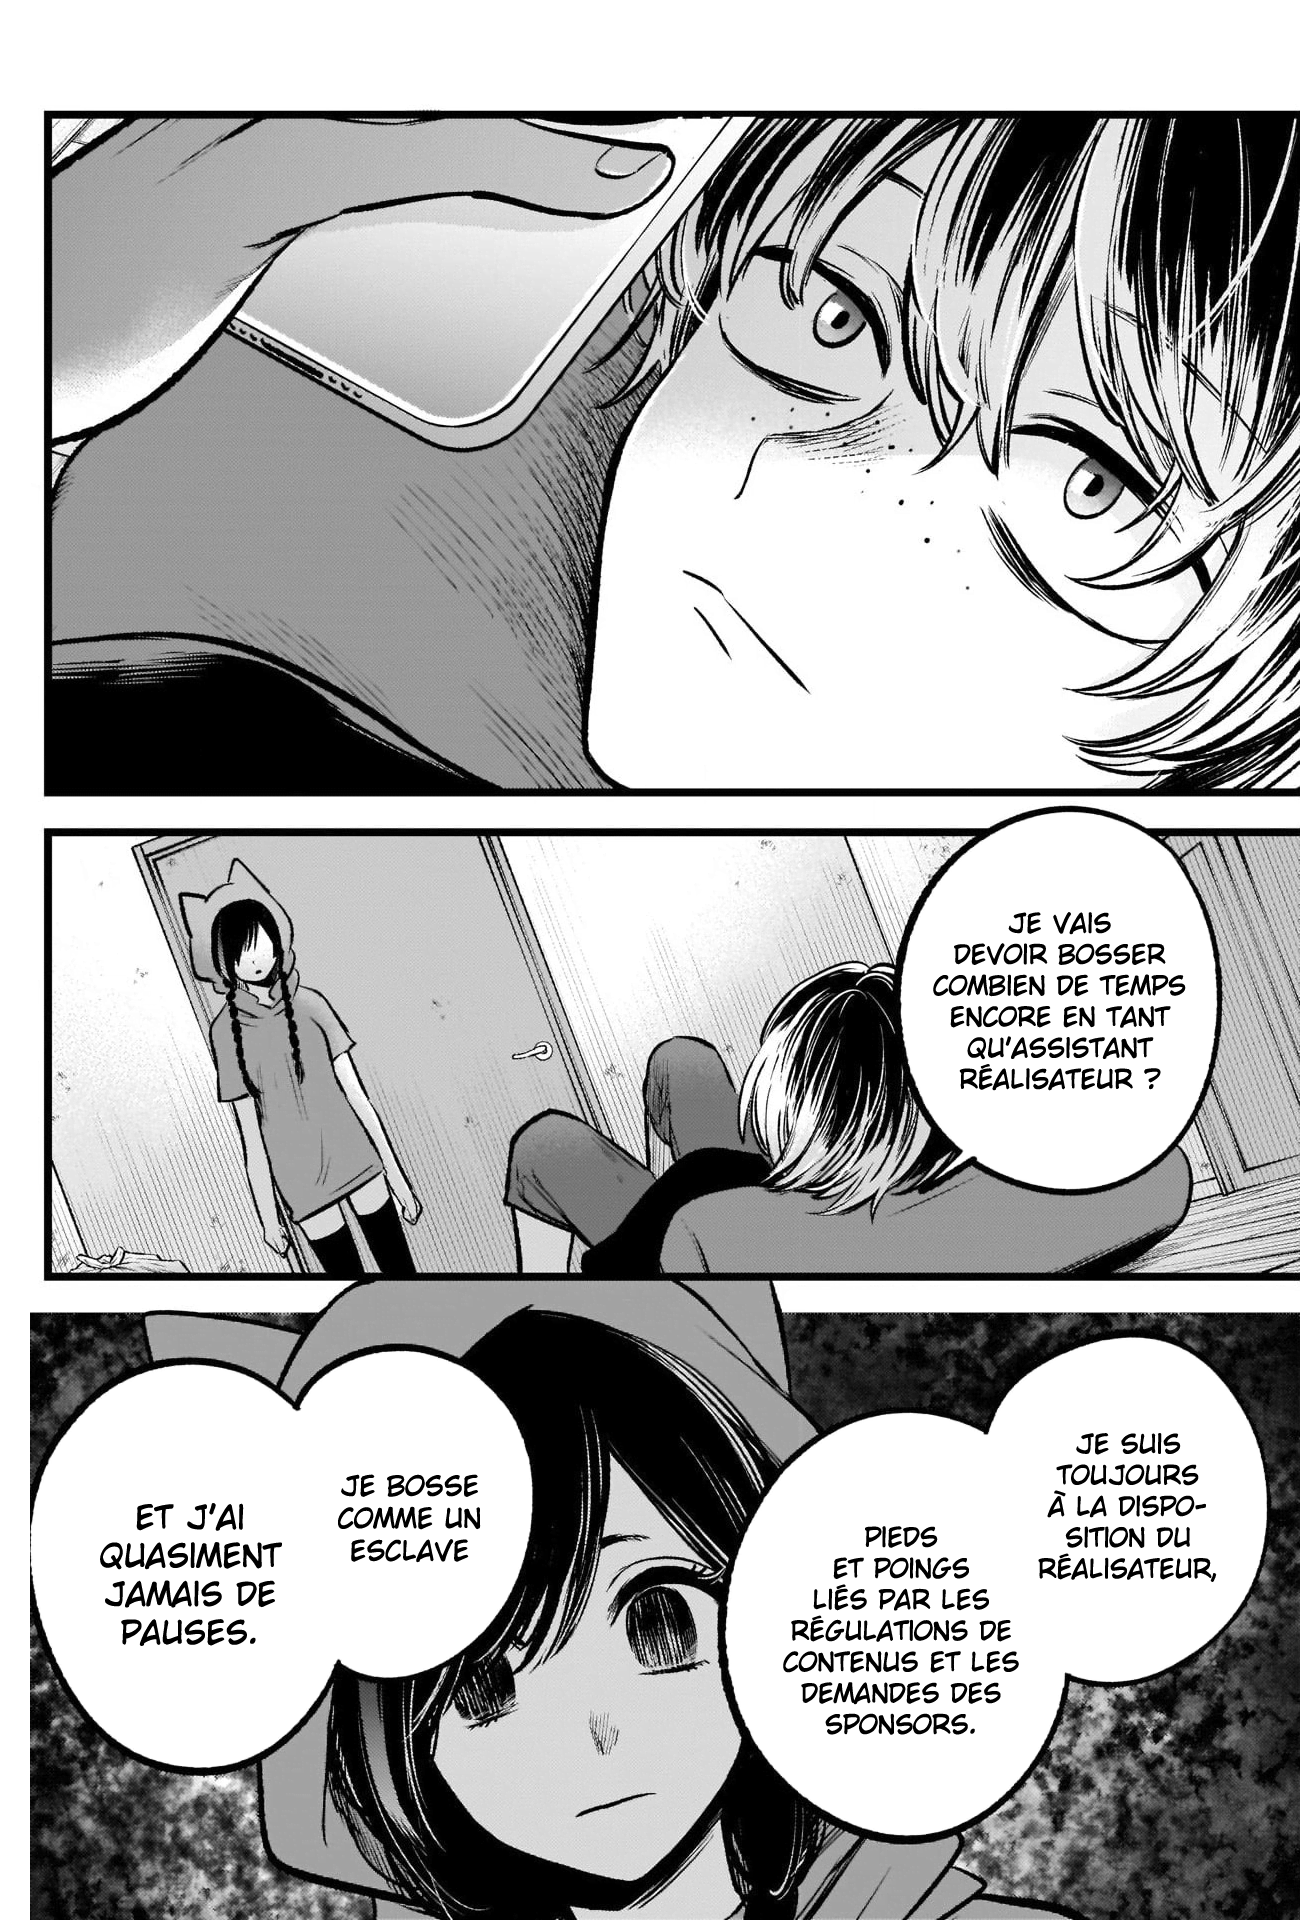 JE VAIS
DEVOIR BOSSER
COMBIEN DE TEMPS
ENCORE EN TANT
QU'ASSISTANT
RÉALISATEUR ?
JE SUIS
TOUJOURS
À LA DISPO-
SITION DU
RÉALISATEUR,
PIEDS
ET POINGS
LIÉS PAR LES
RÉGULATIONS DE
CONTENUS ET LES
DEMANDES DES
SPONSORS.
JE BOSSE
COMME UN
ESCLAVE
ET J'AI
QUASIMENT
JAMAIS DE
PAUSES.